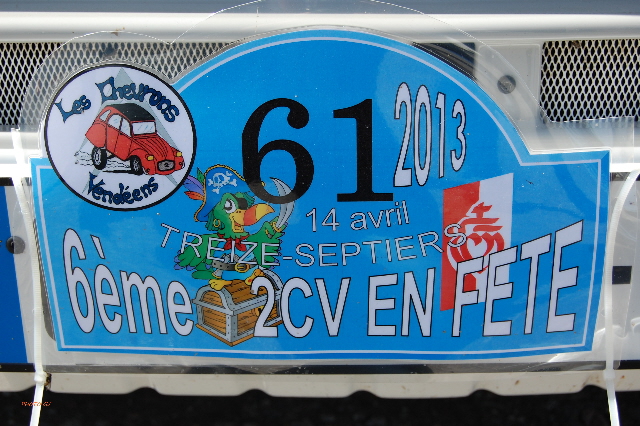 Les Chevrons
Vendéens
61
2013
14 avril
TREIZE-SEPTIERS
6ème 2CV EN FETE